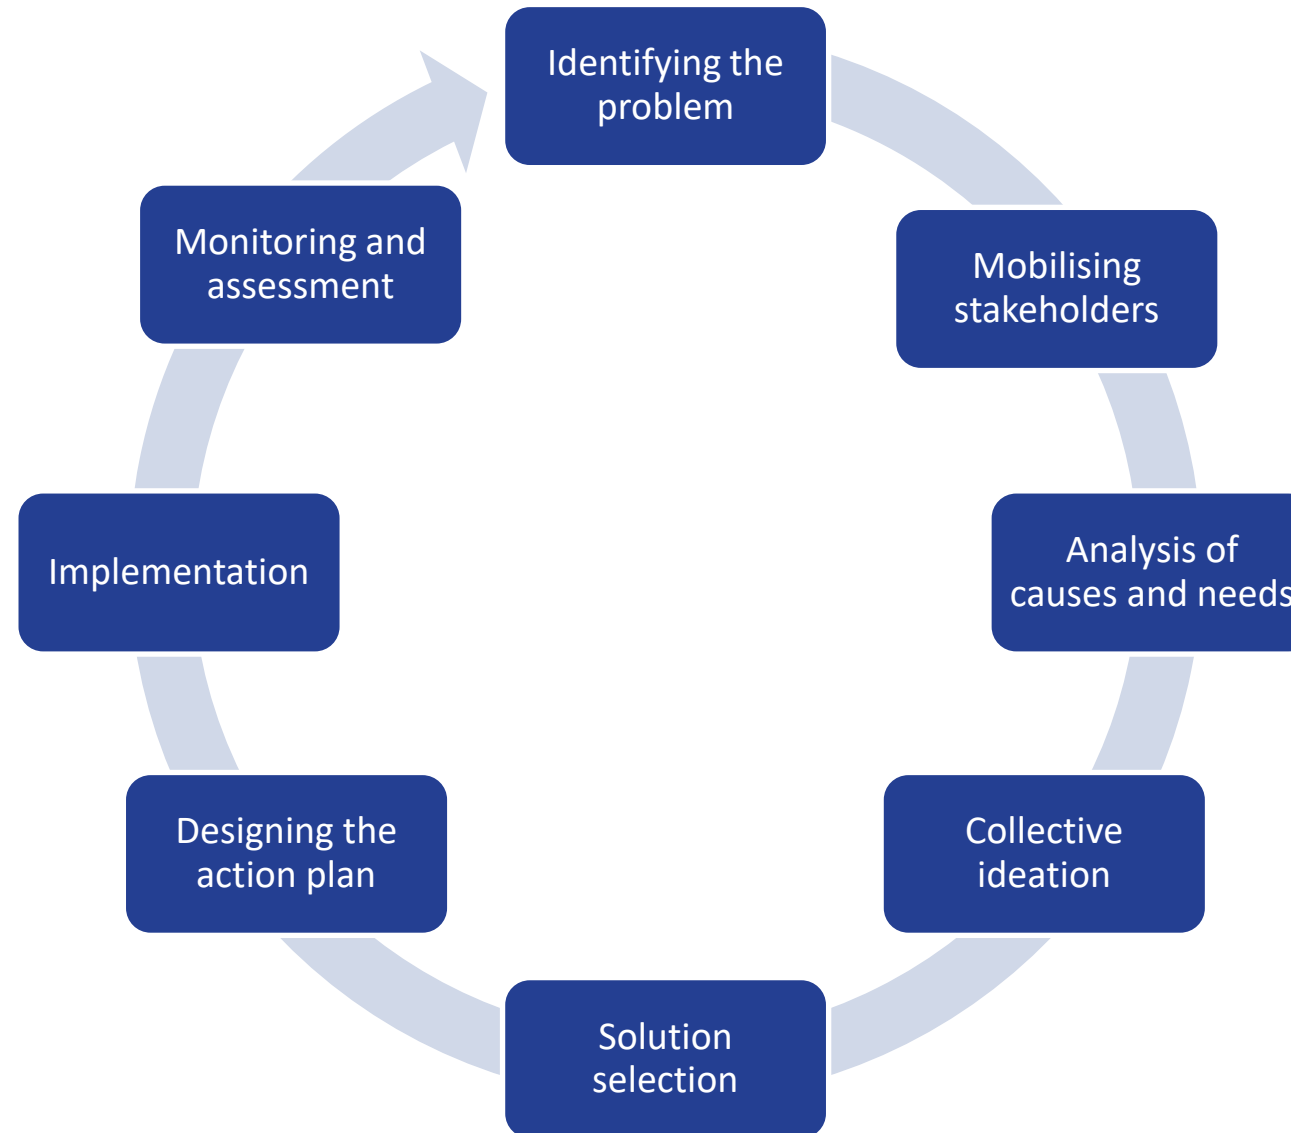 Identifying the
problem
Mobilising
stakeholders
Analysis of
causes and needs
Collective
ideation
Solution
selection
Designing the
action plan
Implementation
Monitoring and
assessment